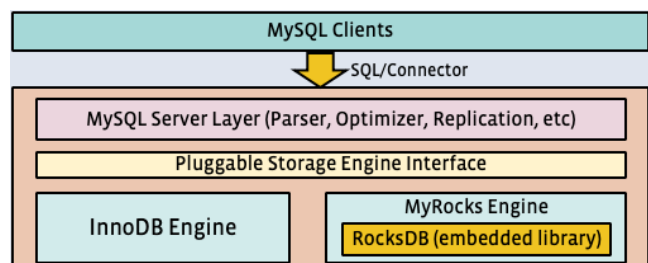 MySQL Clients
SQL/Connector
MySQL Server Layer (Parser, Optimizer, Replication, etc)
Pluggable Storage Engine Interface
InnoDB Engine
MyRocks Engine
RocksDB (embedded library)